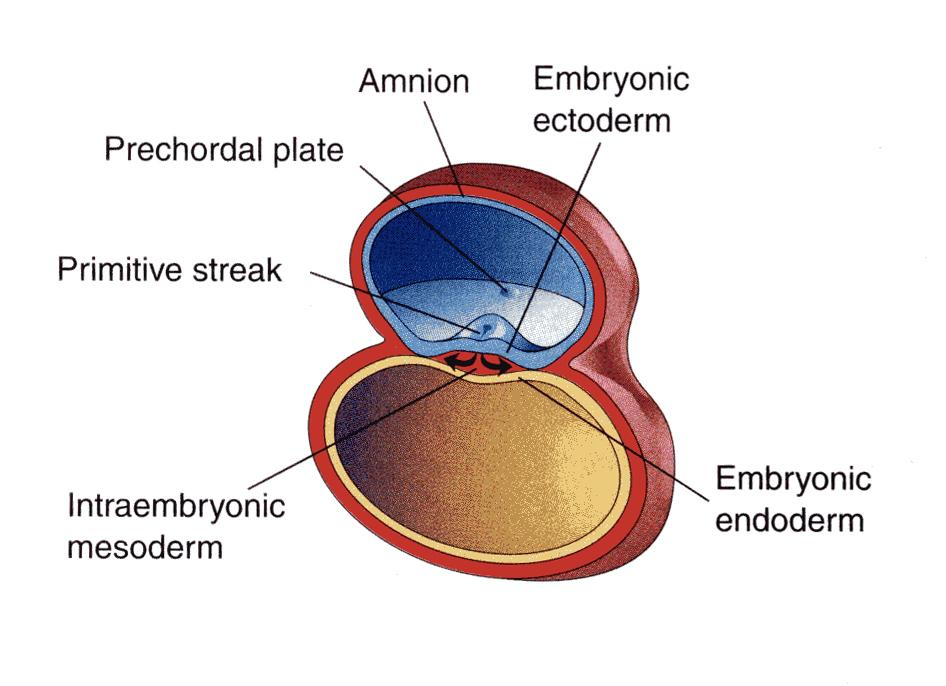 Amnion
Embryonic
ectoderm
Prechordal plate
Primitive streak
Intraembryonic
mesoderm
Embryonic
endoderm